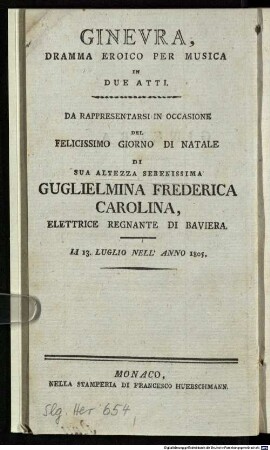 GINEVRA,
DRAMMA EROICO PER MUSICA
IN
DUE ATTI.
DA RAPPRESENTARSI IN OCCASIONE
DEL
FELICISSIMO GIORNO DI NATALE
DI
SUA ALTEZZA SERENISSIMA
GUGLIELMINA FREDERICA
CAROLINA,
ELETTRICE REGNANTE DI BAVIERA.
LI 13. LUGLIO NELL' ANNO 1805.
MONACO,
NELLA STAMPERIA DI FRANCESCO HUEBSCHMANN.
Slg. Her 654